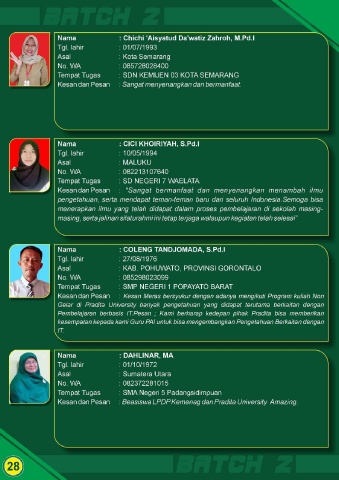 BATCH 2
Nama : Chichi 'Aisyatud Da'watiz Zahroh, M.Pd.I
Tgl. lahir : 01/07/1993
Asal : Kota Semarang
No. WA : 085728028400
Tempat Tugas : SDN KEMIJEN 03 KOTA SEMARANG
Kesan dan Pesan : Sangat menyenangkan dan bermanfaat.
Nama : CICI KHOIRIYAH, S.Pd.I
Tgl. lahir : 10/05/1994
Asal : MALUKU
No. WA : 082213107640
Tempat Tugas : SD NEGERI 7 WAELATA
Kesan dan Pesan : "Sangat bermanfaat dan menyenangkan menambah ilmu
pengetahuan, serta mendapat teman-teman baru dan seluruh Indonesia.Semoga bisa
menerapkan ilmu yang telah didapat dalam proses pembelajaran di sekolah masing-
masing, serta jalinan silaturahmi ini tetap terjaga walaupun kegiatan telah selesai"
Nama : COLENG TANDJOMADA, S.Pd.I
Tgl. lahir : 27/08/1976
Asal : KAB. POHUWATO, PROVINSI GORONTALO
No. WA : 085298023099
Tempat Tugas : SMP NEGERI 1 POPAYATO BARAT
Kesan dan Pesan : Kesan Meras bersyukur dengan adanya mengikuti Program kuliah Non
Gelar di Pradita University banyak pengetahuan yang didapat terutama berkaitan dengan
Pembelajaran berbasis IT.Pesan ; Kami berharap kedepan pihak Pradita bisa memberikan
kesempatan kepada kami Guru PAI untuk bisa mengembangkan Pengetahuan Berkaitan dengan
IT.
Nama : DAHLINAR, MA
Tgl. lahir : 01/10/1972
Asal : Sumatera Utara
No. WA : 082372281015
Tempat Tugas : SMA Negeri 5 Padangsidimpuan
Kesan dan Pesan : Beasiswa LPDP Kemenag dan Pradita University Amazing.
28
BATCH 2